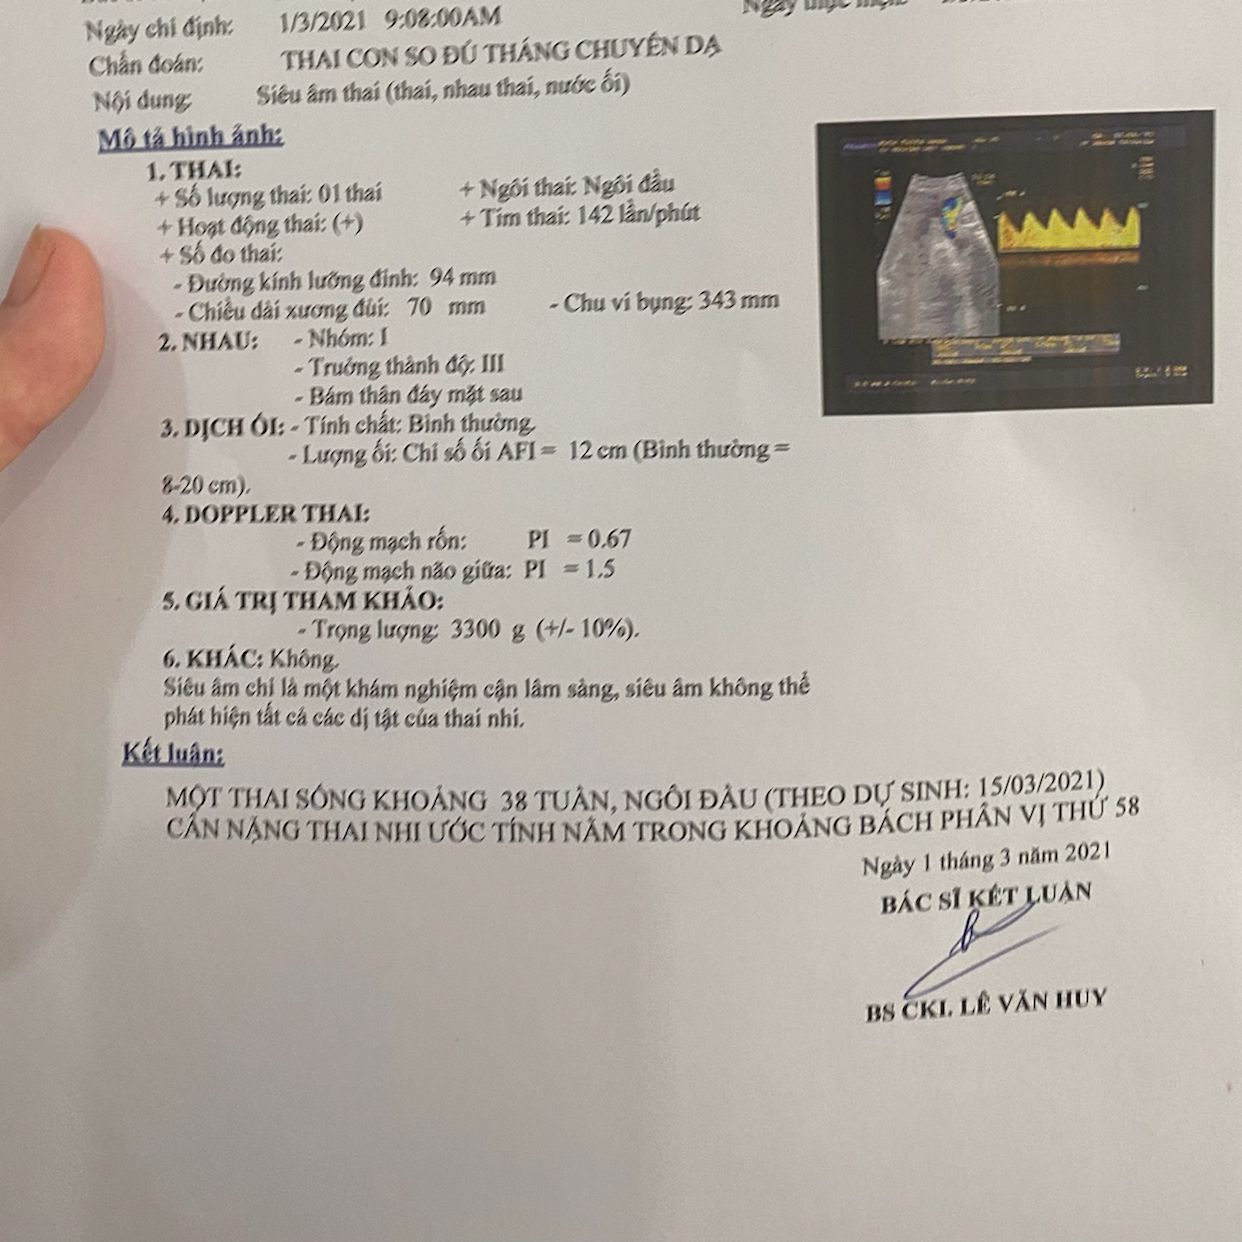 Ngày chỉ định: 1/3/2021 9:08:00AM
Chẩn đoán: THAI CON SO ĐỦ THÁNG CHUYỂN DẠ
Nội dung: Siêu âm thai (thai, nhau thai, nước ối)
Mô tả hình ảnh:
1. THAI:
+ Số lượng thai: 01 thai + Ngôi thai: Ngôi đầu
+ Hoạt động thai: (+) + Tim thai: 142 lần/phút
+ Số đo thai:
- Đường kính lưỡng đỉnh: 94 mm
- Chiều dài xương đùi: 70 mm - Chu vi bụng: 343 mm
2. NHAU: - Nhóm: I
- Trưởng thành độ: III
- Bám thân đáy mặt sau
3. DỊCH ỐI: - Tính chất: Bình thường.
- Lượng ối: Chỉ số ối AFI = 12 cm (Bình thường =
8-20 cm).
4. DOPPLER THAI:
- Động mạch rốn: PI = 0.67
- Động mạch não giữa: PI = 1.5
5. GIÁ TRỊ THAM KHẢO:
- Trọng lượng: 3300 g (+/- 10%).
6. KHÁC: Không.
Siêu âm chỉ là một khám nghiệm cận lâm sàng, siêu âm không thể
phát hiện tất cả các dị tật của thai nhi.
Kết luận:
MỘT THAI SỐNG KHOẢNG 38 TUẦN, NGÔI ĐẦU (THEO DỰ SINH: 15/03/2021)
CÂN NẶNG THAI NHI ƯỚC TÍNH NẰM TRONG KHOẢNG BÁCH PHÂN VỊ THỨ 58
Ngày 1 tháng 3 năm 2021
BÁC SĨ KẾT LUẬN
BS CKI. LÊ VĂN HUY